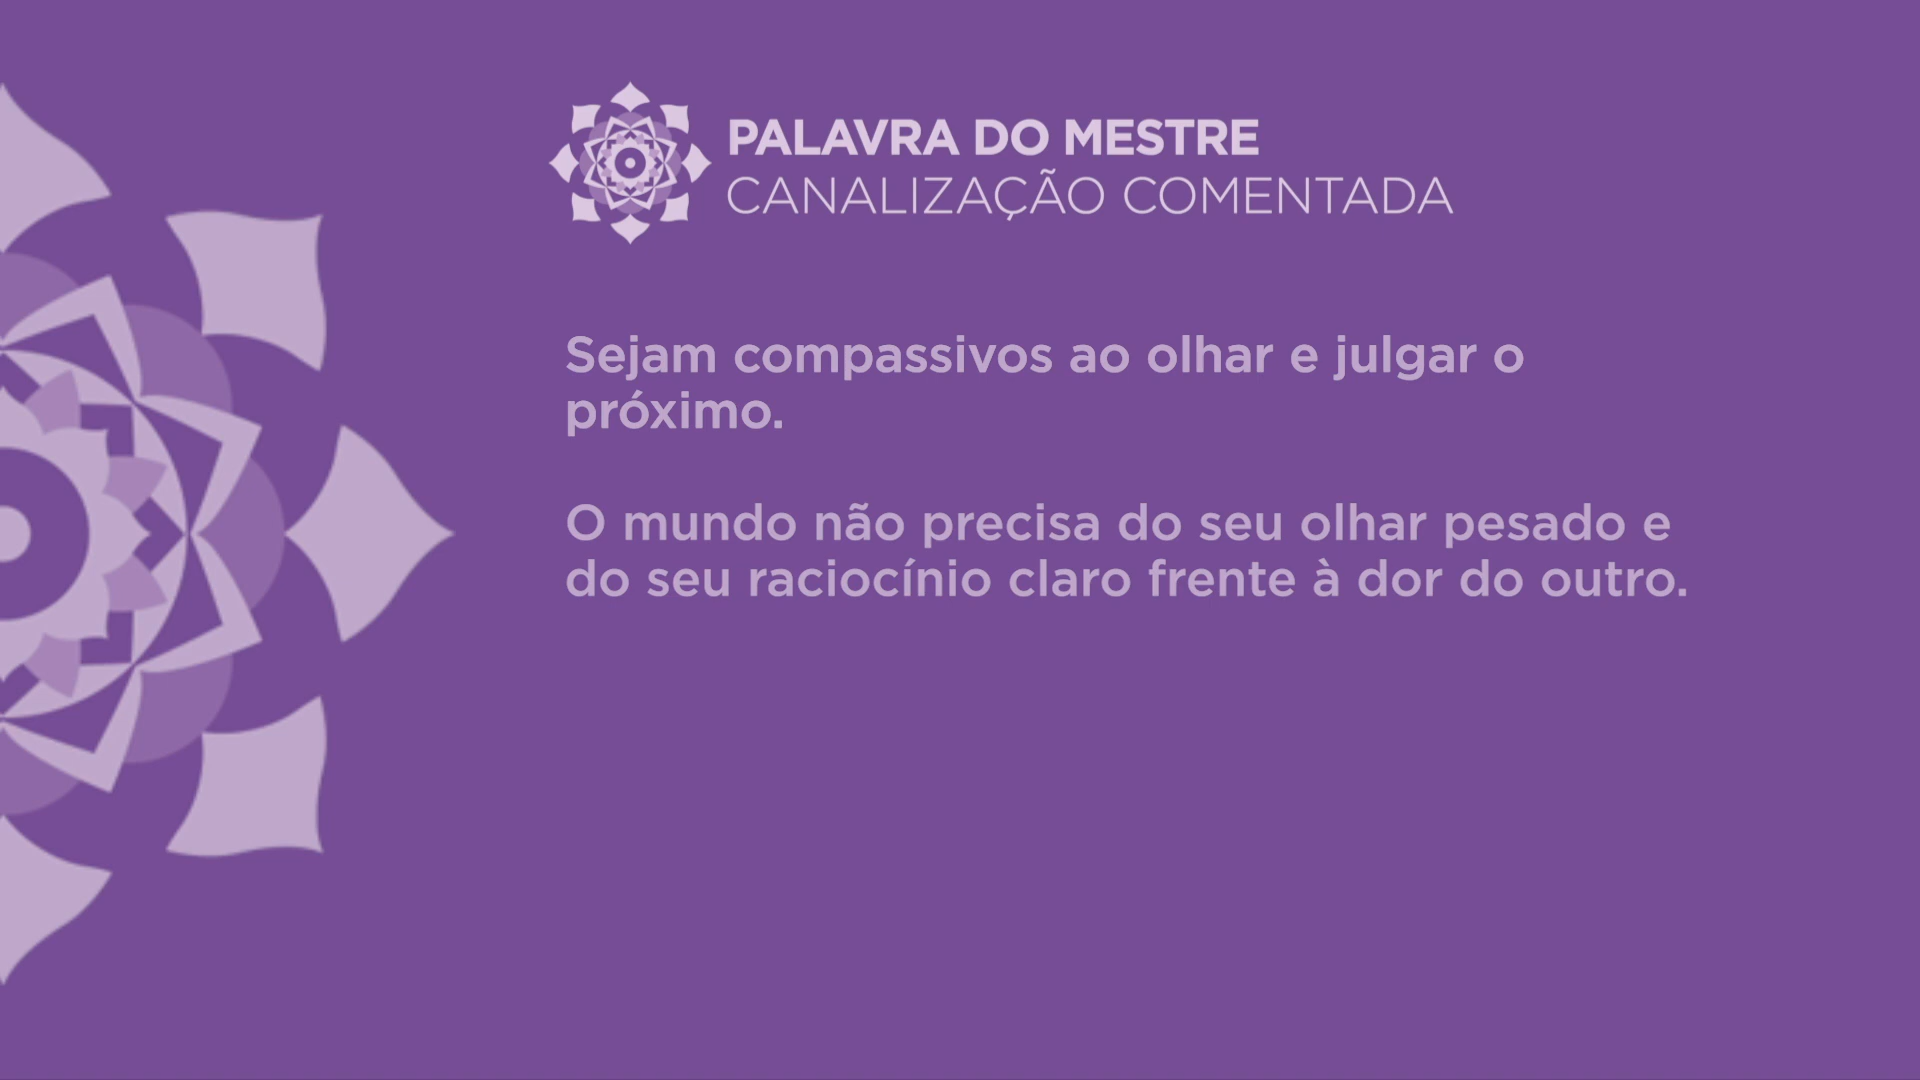 PALAVRA DO MESTRE
CANALIZAÇÃO COMENTADA
Sejam compassivos ao olhar e julgar o
próximo.
O mundo não precisa do seu olhar pesado e
do seu raciocínio claro frente à dor do outro.